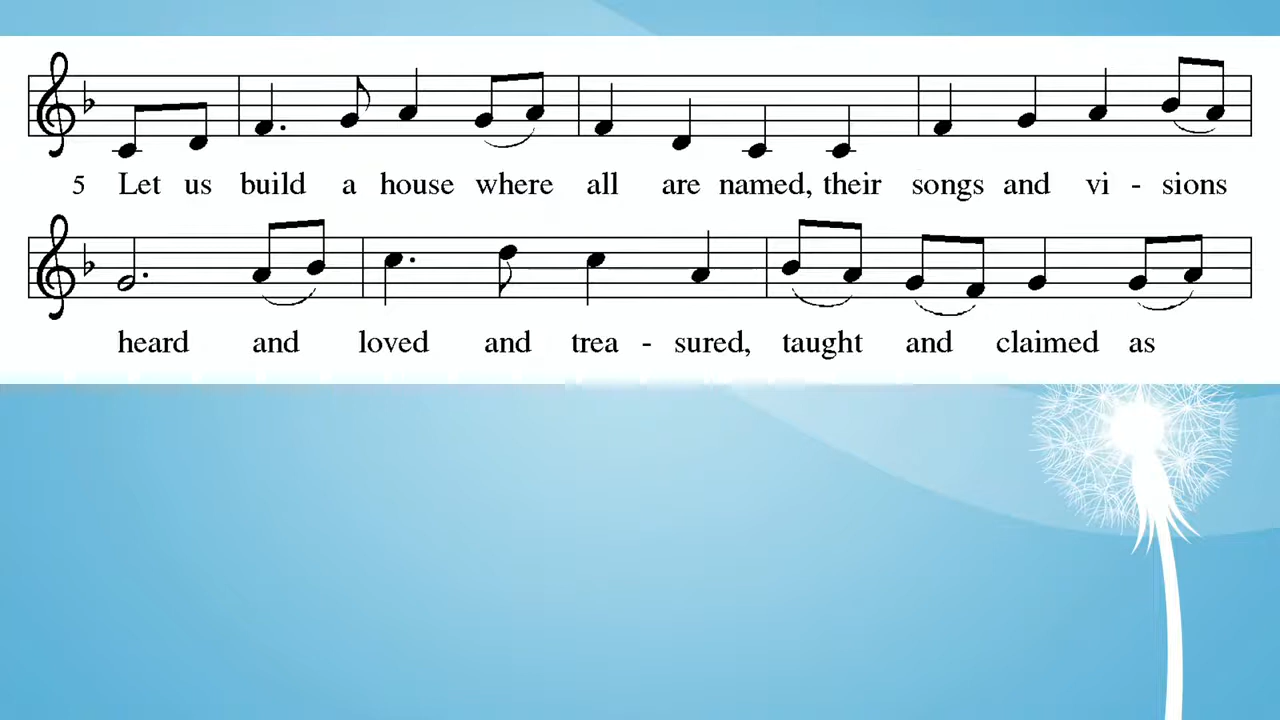 5 Let us build a house where all are named, their songs and vi - sions
heard and loved and trea - sured, taught and claimed as